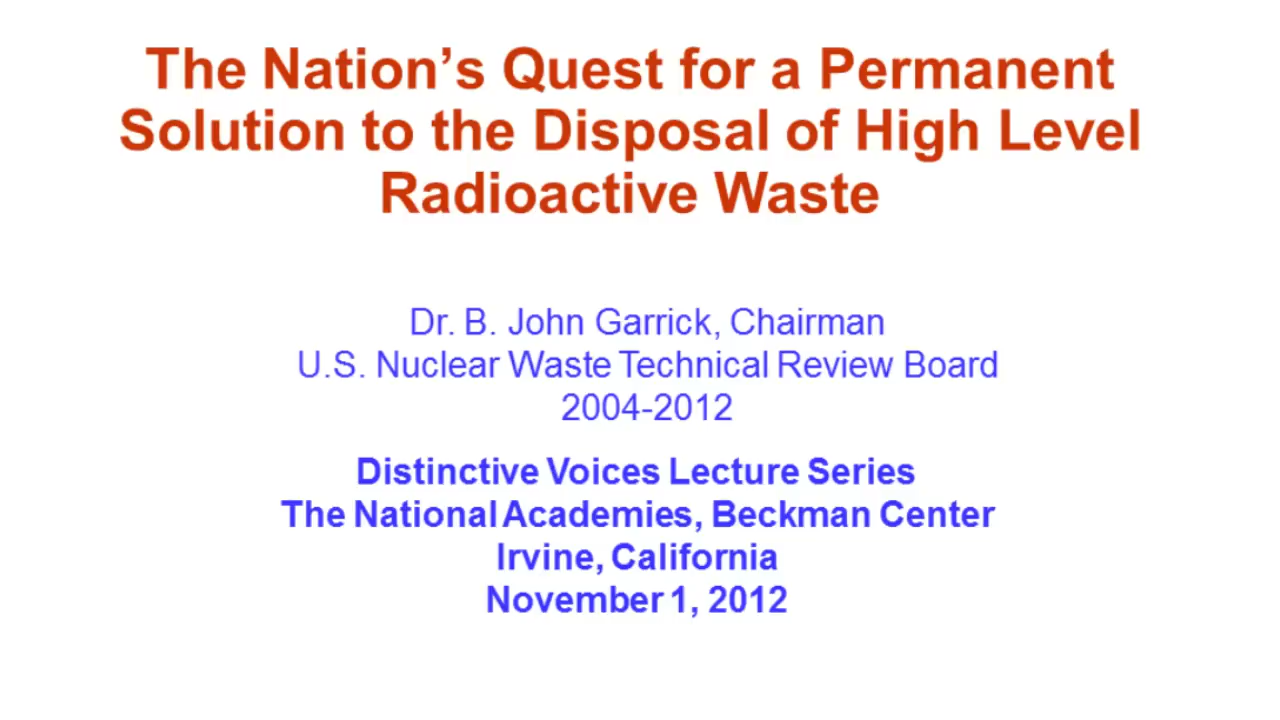 The Nation’s Quest for a Permanent
Solution to the Disposal of High Level
Radioactive Waste
Dr. B. John Garrick, Chairman
U.S. Nuclear Waste Technical Review Board
2004-2012
Distinctive Voices Lecture Series
The National Academies, Beckman Center
Irvine, California
November 1, 2012